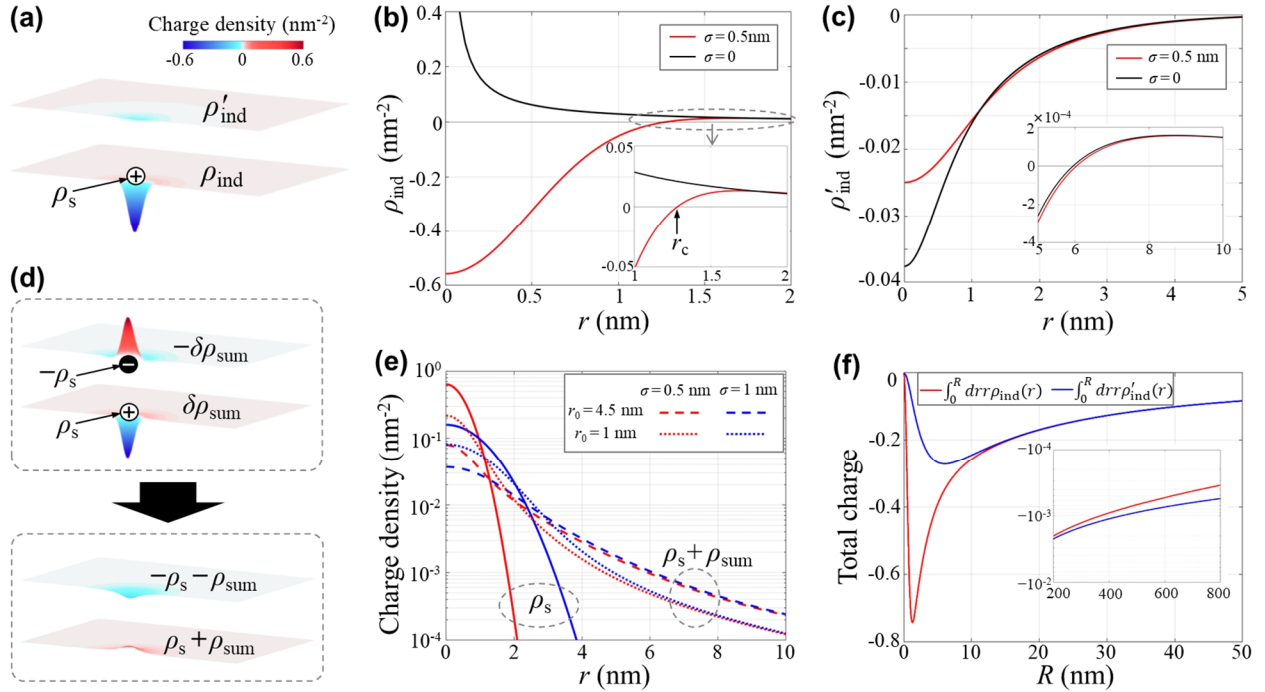 (a)
Charge density (nm-2)
-0.6 0 0.6
ρ′ind
ρind
ρs
(b)
ρind (nm-2)
0.4
0.2
0
-0.2
-0.4
-0.6
σ=0.5nm
σ=0
0.05
0
-0.05
rc
1 1.5 2
0 0.5 1 1.5 2
r (nm)
(c)
ρ′ind (nm-2)
0
-0.01
-0.02
-0.03
-0.04
σ=0.5 nm
σ=0
×10-4
2
0
-2
-4
5 6 8 10
0 1 2 3 4 5
r (nm)
(d)
−δρsum
−ρs
δρsum
ρs
−ρs−ρsum
ρs+ρsum
(e)
Charge density (nm-2)
100
10-1
10-2
10-3
10-4
σ=0.5 nm σ=1 nm
r0=4.5 nm
r0=1 nm
ρs+ρsum
ρs
0 2 4 6 8 10
r (nm)
(f)
Total charge
0
-0.2
-0.4
-0.6
-0.8
∫0R drrρind(r) ∫0R drrρ′ind(r)
−10-4
−10-3
−10-2
200 400 600 800
0 10 20 30 40 50
R (nm)